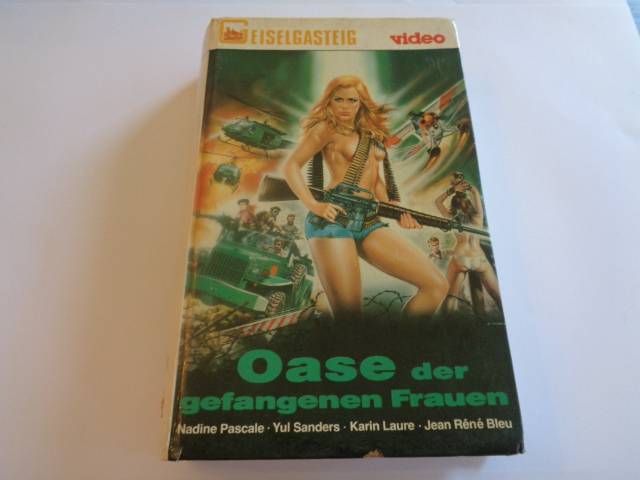 GEISELGASTEIG video
Oase der
gefangenen Frauen
Nadine Pascale · Yul Sanders · Karin Laure · Jean Réné Bleu